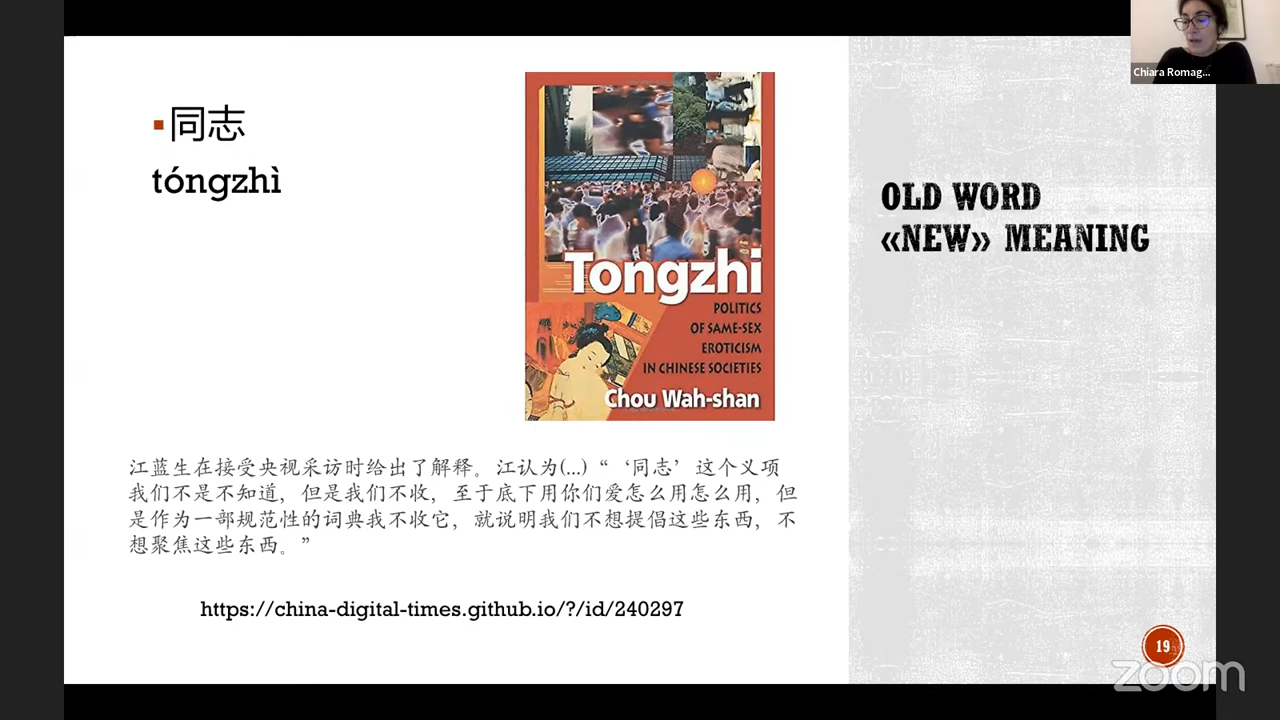 同志
tóngzhì
Tongzhi
POLITICS
OF SAME-SEX
EROTICISM
IN CHINESE SOCIETIES
Chou Wah-shan
江蓝生在接受央视采访时给出了解释。江认为(...)“‘同志’这个义项
我们不是不知道，但是我们不收，至于底下用你们爱怎么用怎么用，但
是作为一部规范性的词典我不收它，就说明我们不想提倡这些东西，不
想聚焦这些东西。”
https://china-digital-times.github.io/?/id/240297
OLD WORD
«NEW» MEANING
Chiara Romag...
19
zoom